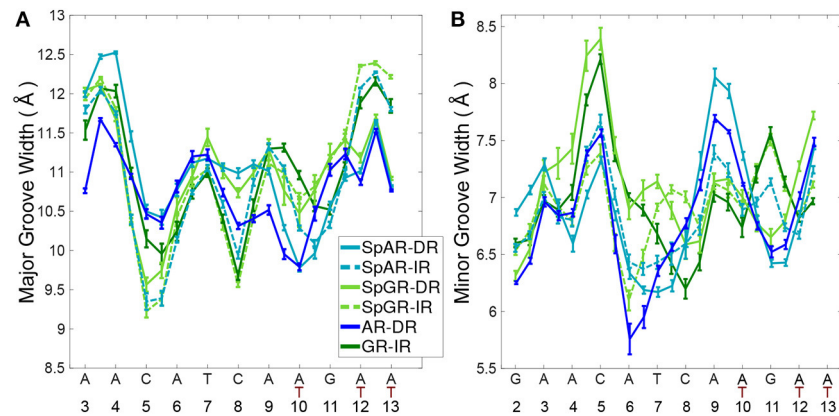 A
Major Groove Width ( Å )
13
12.5
12
11.5
11
10.5
10
9.5
9
8.5
SpAR-DR
SpAR-IR
SpGR-DR
SpGR-IR
AR-DR
GR-IR
A A C A T C A A G A A
T T T
3 4 5 6 7 8 9 10 11 12 13
B
Minor Groove Width ( Å )
8.5
8
7.5
7
6.5
6
5.5
G A A C A T C A A G A A
T T T
2 3 4 5 6 7 8 9 10 11 12 13